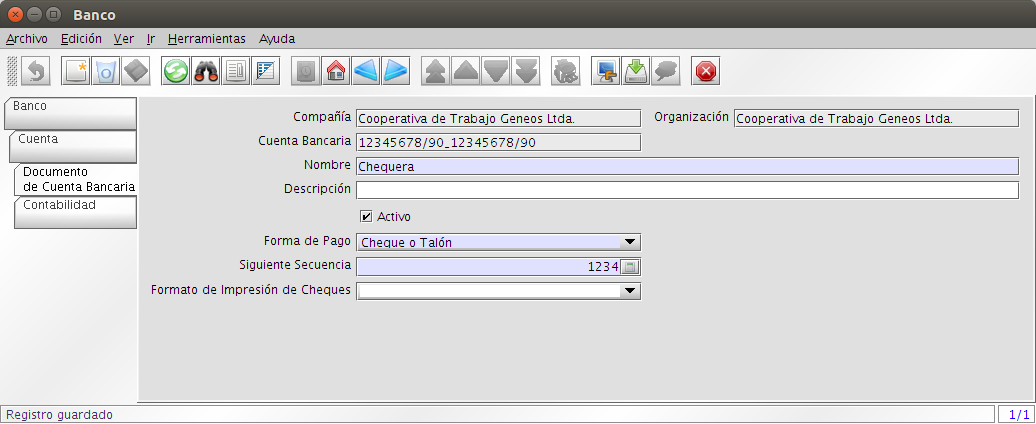 Banco
Archivo Edición Ver Ir Herramientas Ayuda
Banco
Cuenta
Documento
de Cuenta Bancaria
Contabilidad
Compañía Cooperativa de Trabajo Geneos Ltda. Organización Cooperativa de Trabajo Geneos Ltda.
Cuenta Bancaria 12345678/90_12345678/90
Nombre Chequera
Descripción
Activo
Forma de Pago Cheque o Talón
Siguiente Secuencia 1234
Formato de Impresión de Cheques
Registro guardado 1/1